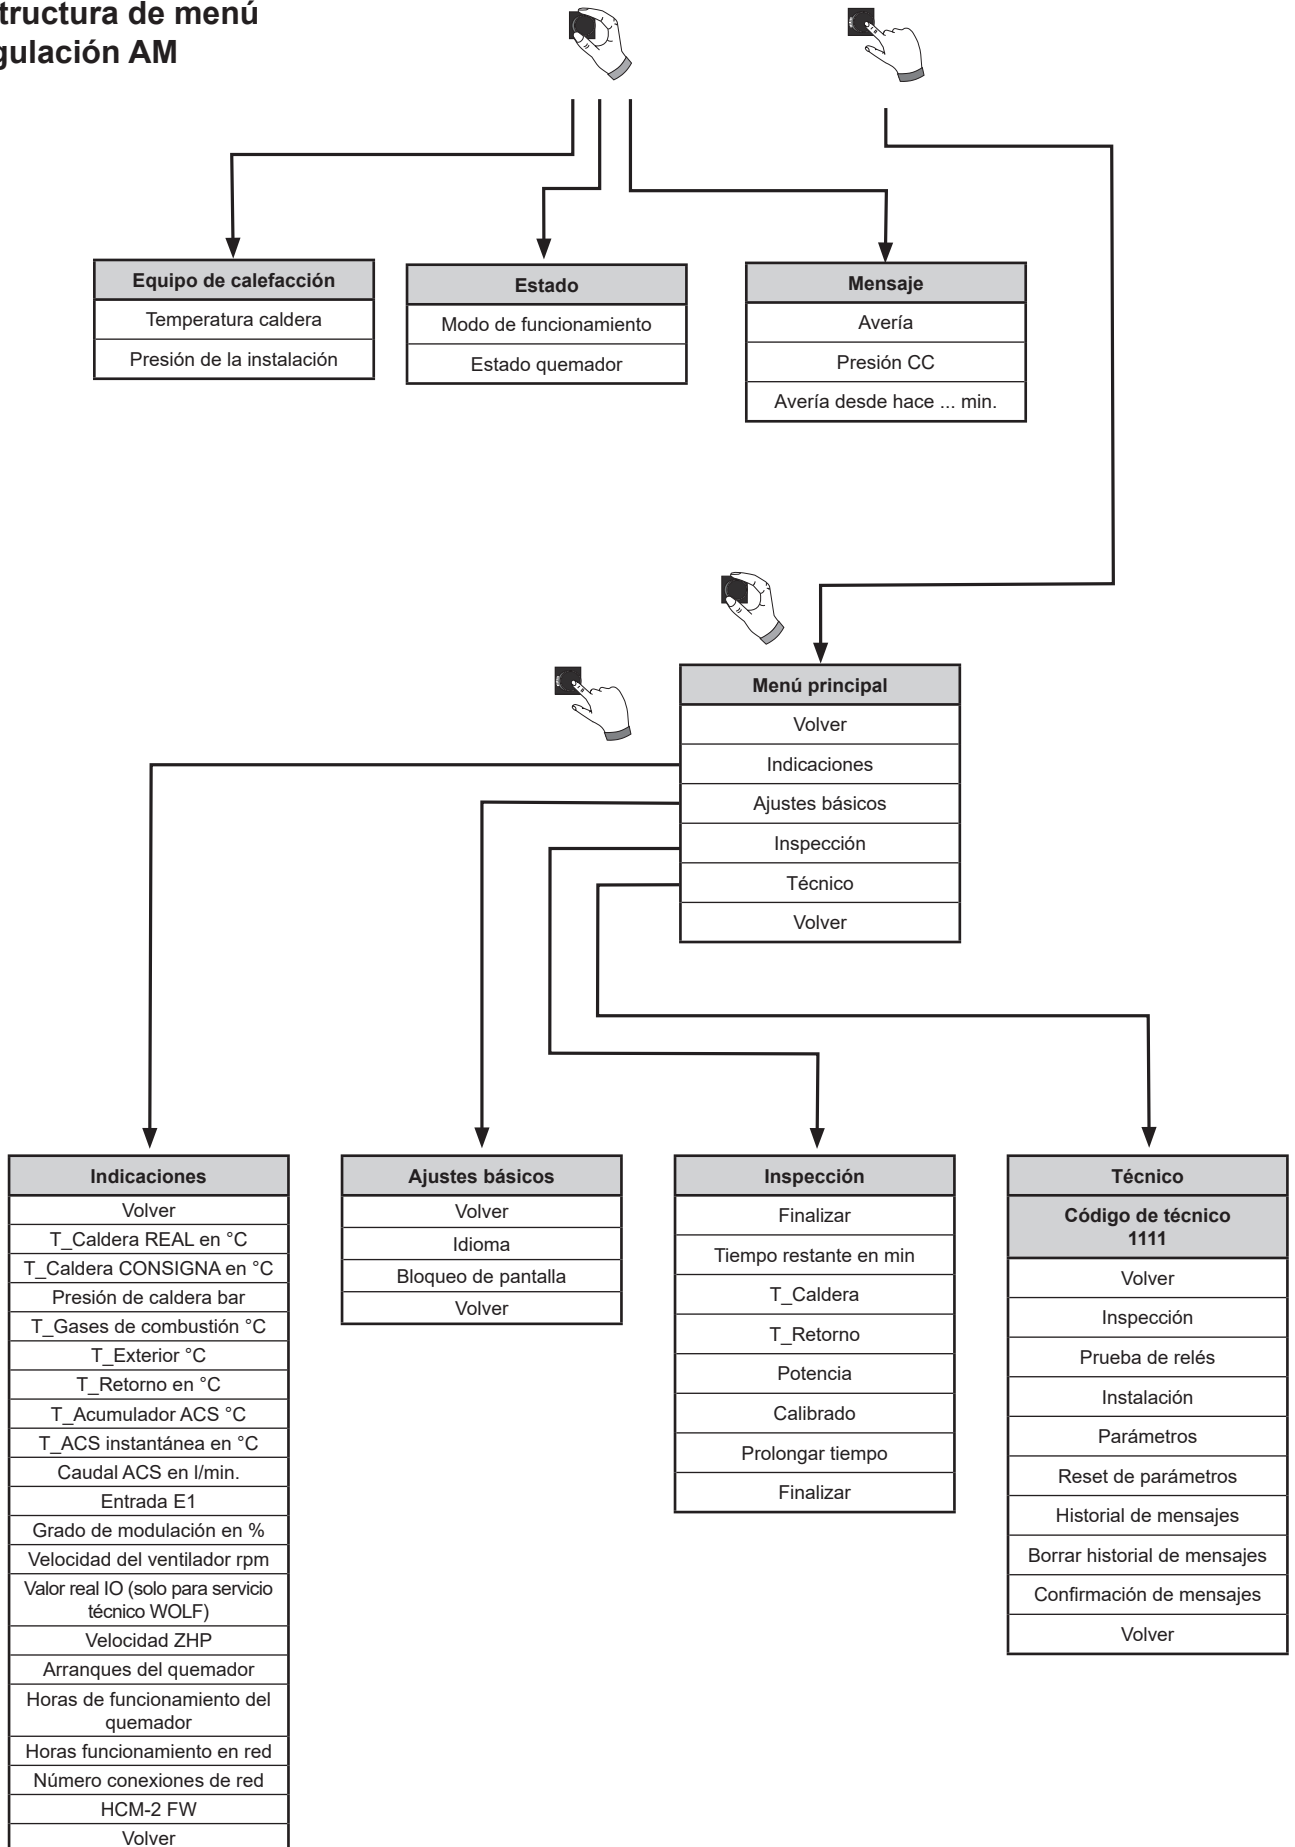 tructura de menú
gulación AM
Equipo de calefacción
Temperatura caldera
Presión de la instalación
Estado
Modo de funcionamiento
Estado quemador
Mensaje
Avería
Presión CC
Avería desde hace ... min.
Menú principal
Volver
Indicaciones
Ajustes básicos
Inspección
Técnico
Volver
Indicaciones
Volver
T_Caldera REAL en °C
T_Caldera CONSIGNA en °C
Presión de caldera bar
T_Gases de combustión °C
T_Exterior °C
T_Retorno en °C
T_Acumulador ACS °C
T_ACS instantánea en °C
Caudal ACS en l/min.
Entrada E1
Grado de modulación en %
Velocidad del ventilador rpm
Valor real IO (solo para servicio
técnico WOLF)
Velocidad ZHP
Arranques del quemador
Horas de funcionamiento del
quemador
Horas funcionamiento en red
Número conexiones de red
HCM-2 FW
Volver
Ajustes básicos
Volver
Idioma
Bloqueo de pantalla
Volver
Inspección
Finalizar
Tiempo restante en min
T_Caldera
T_Retorno
Potencia
Calibrado
Prolongar tiempo
Finalizar
Técnico
Código de técnico
1111
Volver
Inspección
Prueba de relés
Instalación
Parámetros
Reset de parámetros
Historial de mensajes
Borrar historial de mensajes
Confirmación de mensajes
Volver